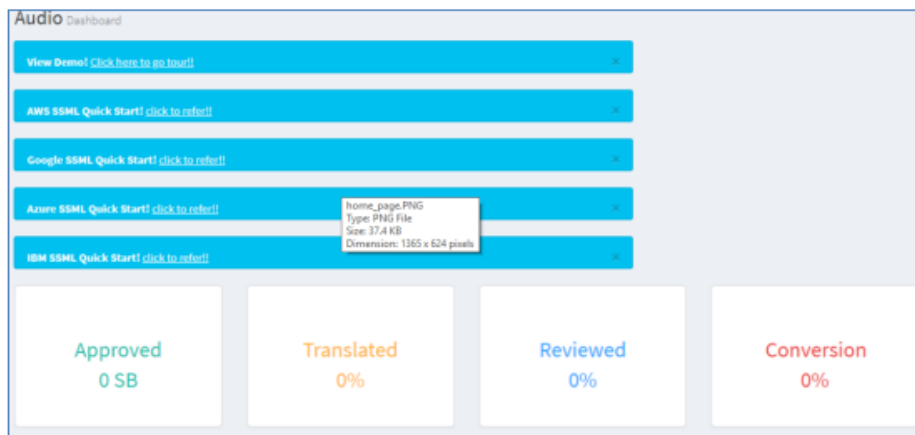 Audio Dashboard
View Demo! Click here to go tour!!
×
AWS SSML Quick Start! click to refer!!
×
Google SSML Quick Start! click to refer!!
×
Azure SSML Quick Start! click to refer!!
×
home_page.PNG
Type: PNG File
Size: 37.4 KB
Dimension: 1365 x 624 pixels
IBM SSML Quick Start! click to refer!!
×
Approved
0 SB
Translated
0%
Reviewed
0%
Conversion
0%